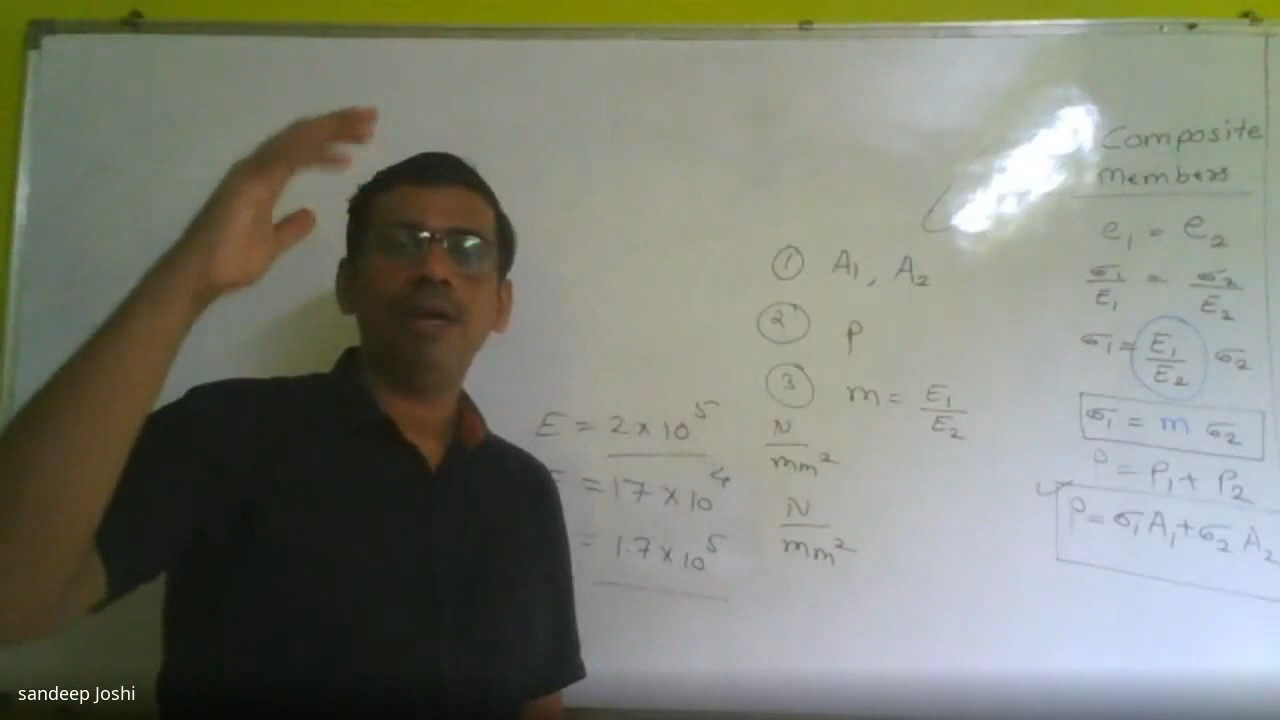 Composite
Members
e₁ = e₂
σ₁/E₁ = σ₂/E₂
σ₁ = E₁/E₂ σ₂
σ₁ = m σ₂
P = P₁ + P₂
P = σ₁A₁ + σ₂A₂
① A₁, A₂
② P
③ m = E₁/E₂
E = 2 × 10⁵ N/mm²
= 17 × 10⁴ N/mm²
= 1.7 × 10⁵
sandeep Joshi